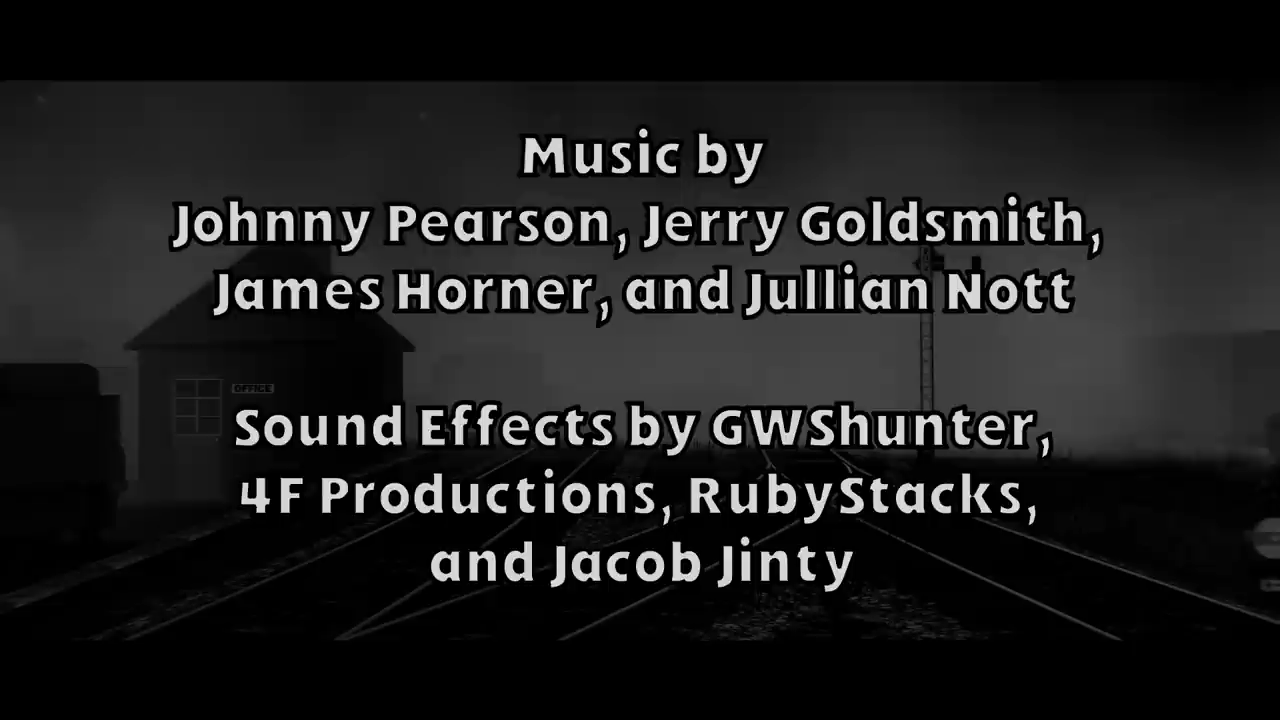 Music by
Johnny Pearson, Jerry Goldsmith,
James Horner, and Jullian Nott
OFFICE
Sound Effects by GWShunter,
4F Productions, RubyStacks,
and Jacob Jinty